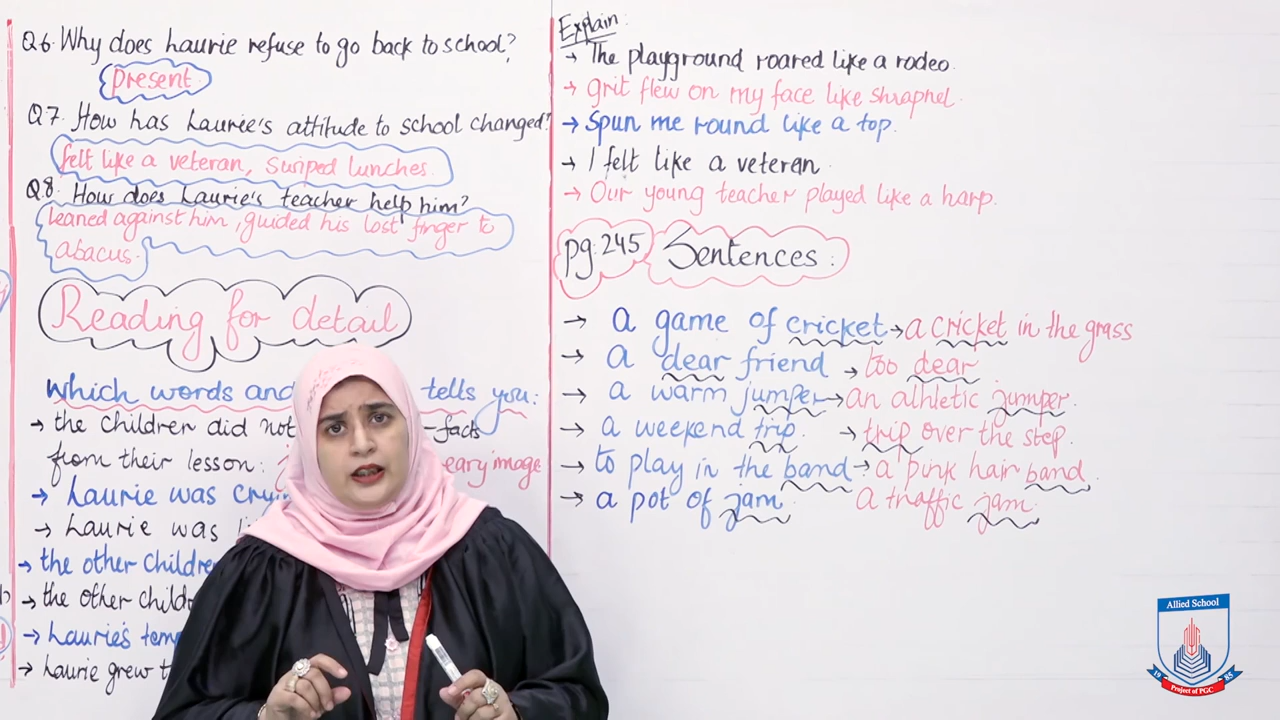 Q6. Why does Laurie refuse to go back to school?
present.
Q7. How has Laurie's attitude to school changed?
felt like a veteran, swiped lunches.
Q8. How does Laurie's teacher help him?
leaned against him, guided his lost finger to
abacus.
Reading for detail
which words and tells you:
→ the children did not facts
from their lesson: image
→ Laurie was
→ Laurie was
→ the other
→ the other
→ Laurie's
→ Laurie grew
Explain:
→ The playground roared like a rodeo.
→ grit flew on my face like shrapnel.
→ Spun me round like a top.
→ I felt like a veteran.
→ Our young teacher played like a harp.
pg. 245 Sentences:
→ a game of cricket → a cricket in the grass
→ a dear friend → too dear
→ a warm jumper → an athletic jumper.
→ a weekend trip. → trip over the step.
→ to play in the band → a pink hair band.
→ a pot of jam a traffic jam.
Allied School
19 85
Project of PGC